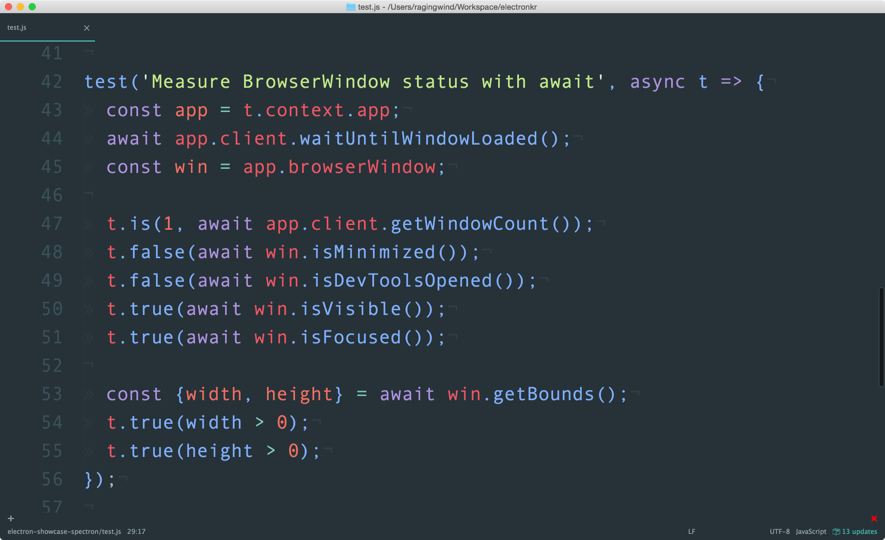 test.js - /Users/ragingwind/Workspace/electronkr
test.js
41 ¬
42 test('Measure BrowserWindow status with await', async t => {¬
43 const app = t.context.app;¬
44 await app.client.waitUntilWindowLoaded();¬
45 const win = app.browserWindow;¬
46 ¬
47 t.is(1, await app.client.getWindowCount());¬
48 t.false(await win.isMinimized());¬
49 t.false(await win.isDevToolsOpened());¬
50 t.true(await win.isVisible());¬
51 t.true(await win.isFocused());¬
52 ¬
53 const {width, height} = await win.getBounds();¬
54 t.true(width > 0);¬
55 t.true(height > 0);¬
56 });¬
57 ¬
electron-showcase-spectron/test.js 29:17 LF UTF-8 JavaScript 13 updates